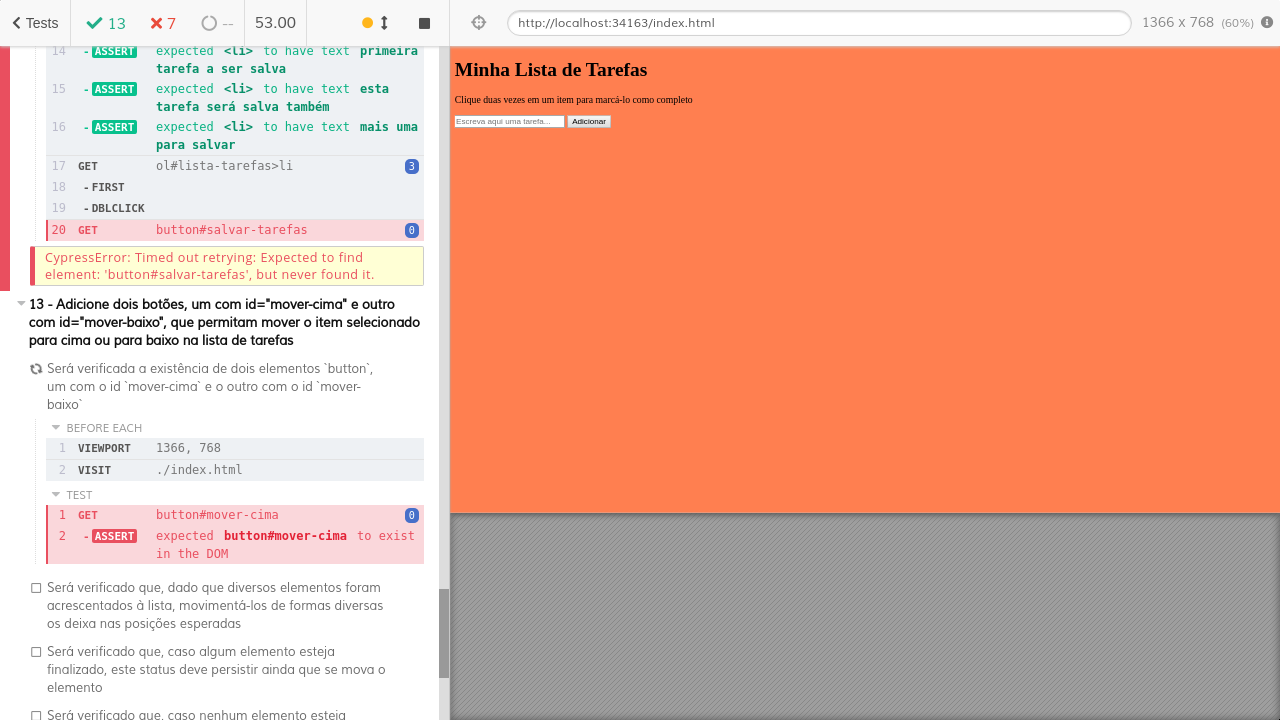 Tests
13
7
--
53.00
http://localhost:34163/index.html
1366 x 768 (60%)
14 - ASSERT expected <li> to have text primeira
tarefa a ser salva
15 - ASSERT expected <li> to have text esta
tarefa será salva também
16 - ASSERT expected <li> to have text mais uma
para salvar
17 GET ol#lista-tarefas>li 3
18 - FIRST
19 - DBLCLICK
20 GET button#salvar-tarefas 0
CypressError: Timed out retrying: Expected to find
element: 'button#salvar-tarefas', but never found it.
13 - Adicione dois botões, um com id="mover-cima" e outro
com id="mover-baixo", que permitam mover o item selecionado
para cima ou para baixo na lista de tarefas
Será verificada a existência de dois elementos `button`,
um com o id `mover-cima` e o outro com o id `mover-
baixo`
BEFORE EACH
1 VIEWPORT 1366, 768
2 VISIT ./index.html
TEST
1 GET button#mover-cima 0
2 - ASSERT expected button#mover-cima to exist
in the DOM
Será verificado que, dado que diversos elementos foram
acrescentados à lista, movimentá-los de formas diversas
os deixa nas posições esperadas
Será verificado que, caso algum elemento esteja
finalizado, este status deve persistir ainda que se mova o
elemento
Será verificado que, caso nenhum elemento esteja
Minha Lista de Tarefas
Clique duas vezes em um item para marcá-lo como completo
Escreva aqui uma tarefa...
Adicionar